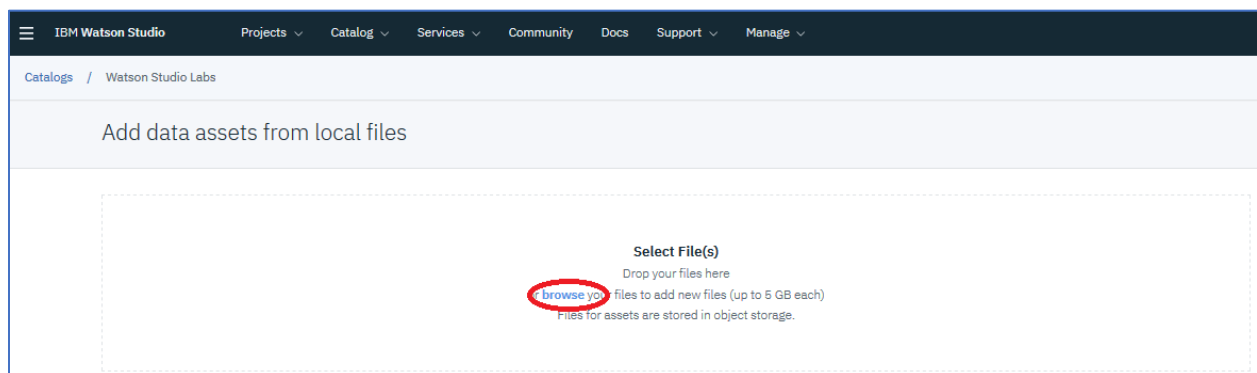 IBM Watson Studio Projects Catalog Services Community Docs Support Manage
Catalogs / Watson Studio Labs
Add data assets from local files
Select File(s)
Drop your files here
r browse your files to add new files (up to 5 GB each)
Files for assets are stored in object storage.